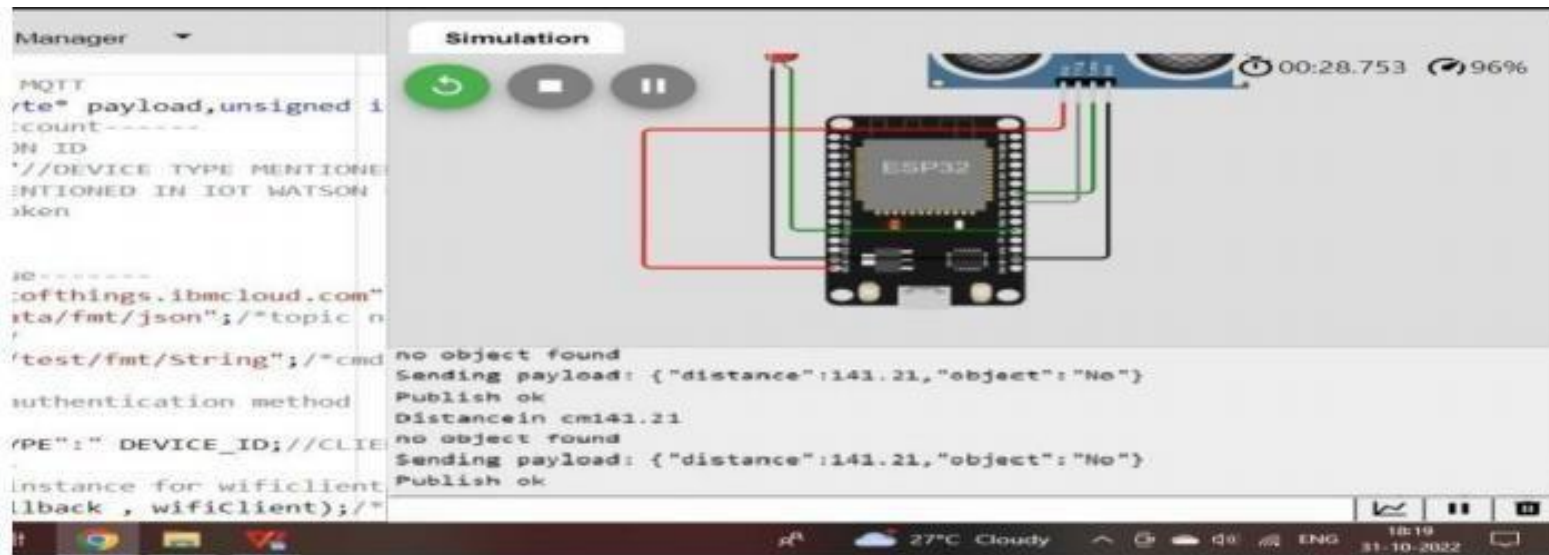 Manager
Simulation
00:28.753 96%
MQTT
yte* payload,unsigned i
ccount------
ON ID
"//DEVICE TYPE MENTIONE
ENTIONED IN IOT WATSON
oken
ESP32
se-------
tofthings.ibmcloud.com"
ata/fmt/json";/*topic n
/test/fmt/String";/*cmd
authentication method
YPE":" DEVICE_ID;//CLIE
instance for wificlient
llback , wifiClient);/*
no object found
Sending payload: {"distance":141.21,"object":"No"}
Publish ok
Distancein cm141.21
no object found
Sending payload: {"distance":141.21,"object":"No"}
Publish ok
27°C Cloudy
ENG
18:19
31-10-2022